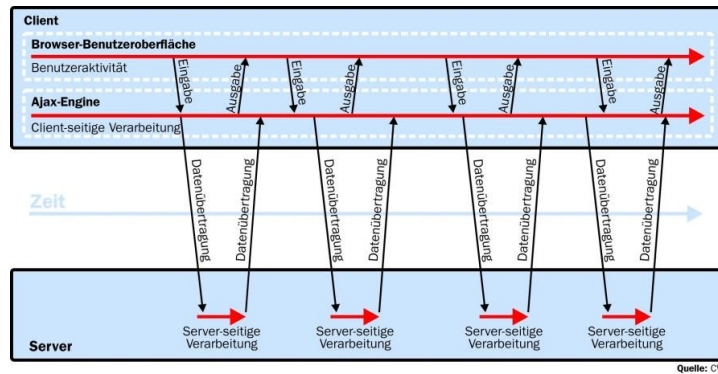 Client
Browser-Benutzeroberfläche
Benutzeraktivität
Eingabe
Ausgabe
Eingabe
Ausgabe
Eingabe
Ausgabe
Eingabe
Ausgabe
Ajax-Engine
Client-seitige Verarbeitung
Datenübertragung
Datenübertragung
Datenübertragung
Datenübertragung
Datenübertragung
Datenübertragung
Datenübertragung
Datenübertragung
Zeit
Server-seitige
Verarbeitung
Server-seitige
Verarbeitung
Server-seitige
Verarbeitung
Server-seitige
Verarbeitung
Server
Quelle: